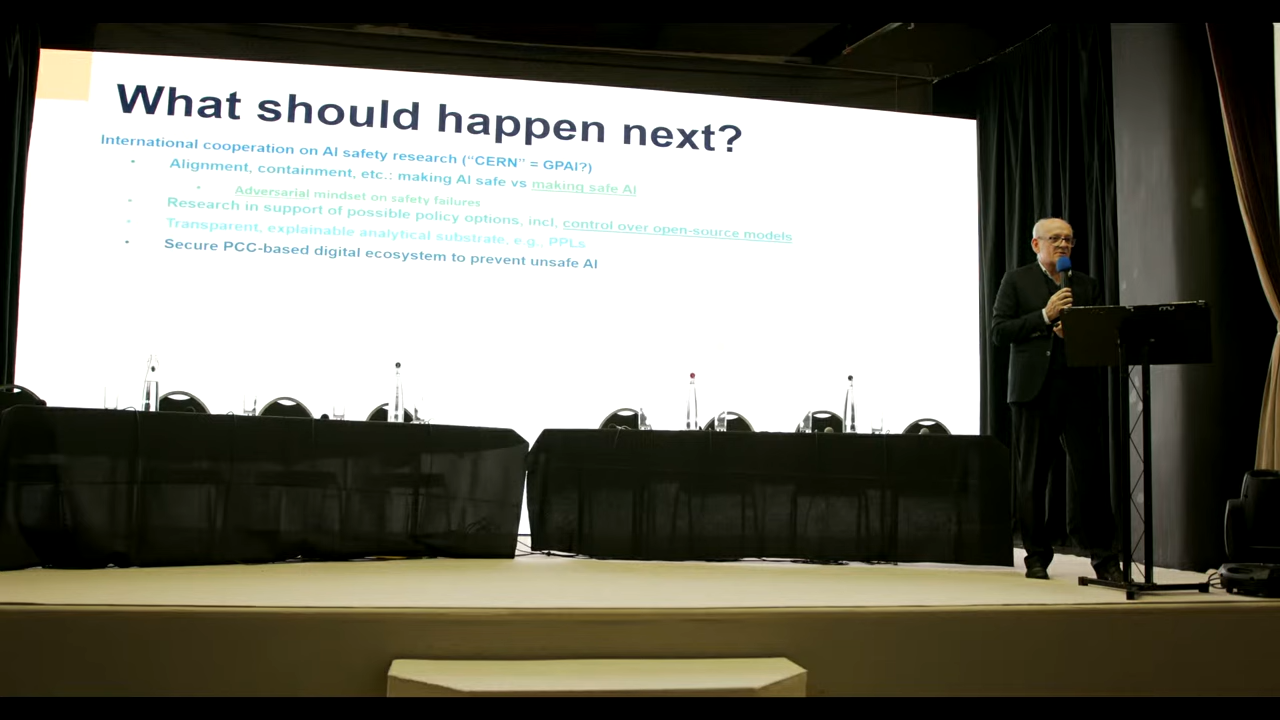 What should happen next?
International cooperation on AI safety research (“CERN” = GPAI?)
• Alignment, containment, etc.: making AI safe vs making safe AI
• Adversarial mindset on safety failures
• Research in support of possible policy options, incl, control over open-source models
• Transparent, explainable analytical substrate, e g., PPLs
• Secure PCC-based digital ecosystem to prevent unsafe AI